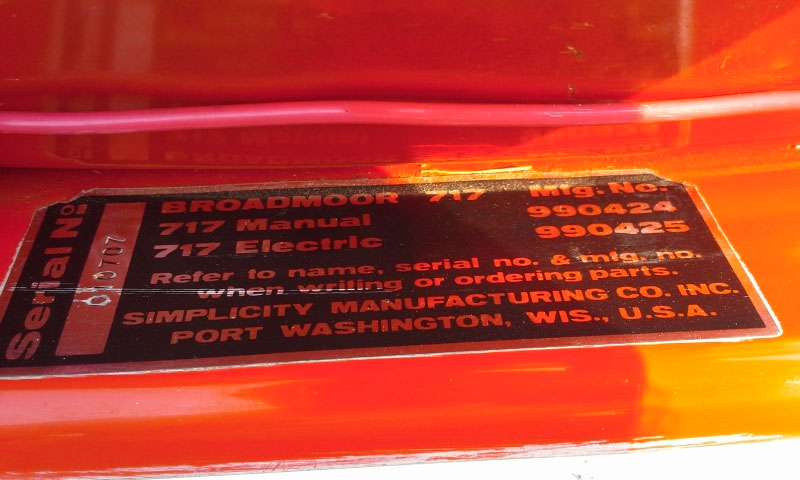 Serial No
010707
BROADMOOR 717 Mfg. No.
717 Manual 990424
717 Electric 990425
Refer to name, serial no. & mfg. no.
when writing or ordering parts.
SIMPLICITY MANUFACTURING CO. INC.
PORT WASHINGTON, WIS., U.S.A.